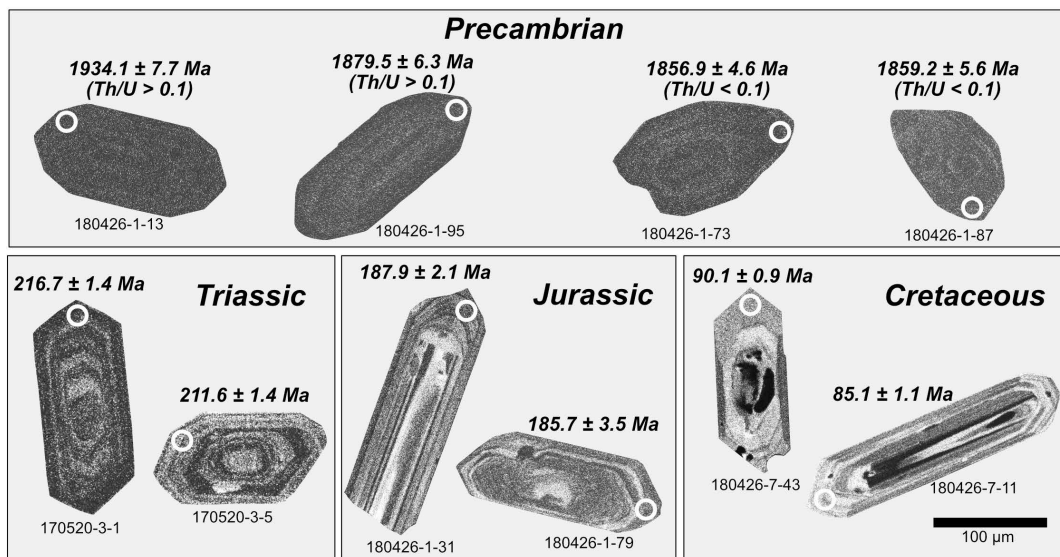 Precambrian
1934.1 ± 7.7 Ma
(Th/U > 0.1)
1879.5 ± 6.3 Ma
(Th/U > 0.1)
1856.9 ± 4.6 Ma
(Th/U < 0.1)
1859.2 ± 5.6 Ma
(Th/U < 0.1)
180426-1-13
180426-1-95
180426-1-73
180426-1-87
216.7 ± 1.4 Ma
Triassic
211.6 ± 1.4 Ma
170520-3-1
170520-3-5
187.9 ± 2.1 Ma
Jurassic
185.7 ± 3.5 Ma
180426-1-31
180426-1-79
90.1 ± 0.9 Ma
Cretaceous
85.1 ± 1.1 Ma
180426-7-43
180426-7-11
100 µm